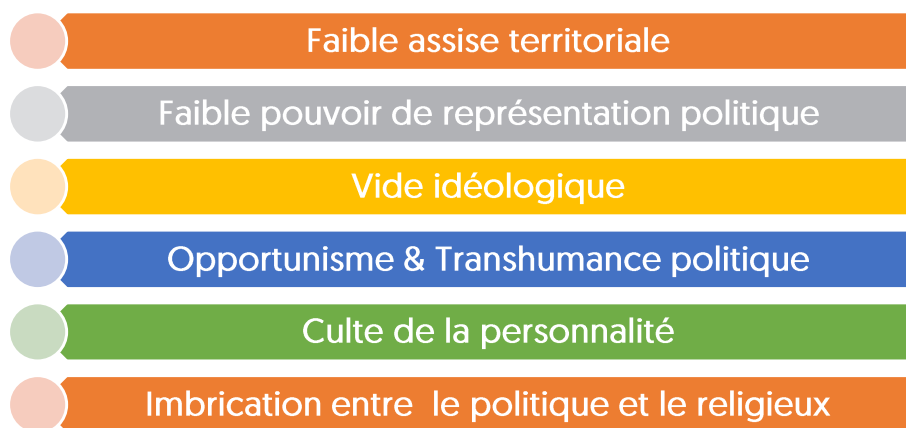 Faible assise territoriale
Faible pouvoir de représentation politique
Vide idéologique
Opportunisme & Transhumance politique
Culte de la personnalité
Imbrication entre  le politique et le religieux